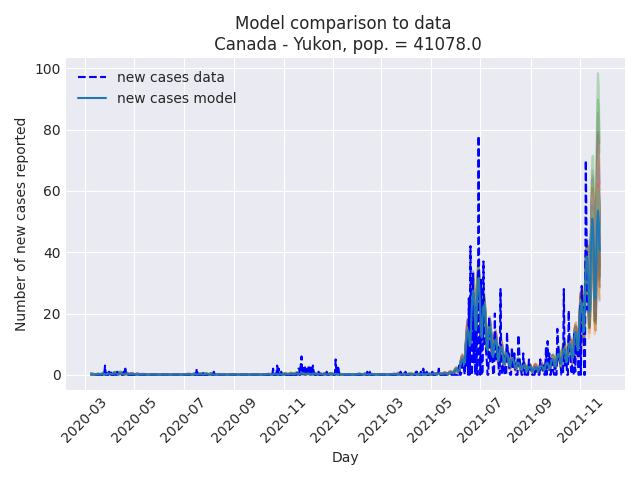 Model comparison to data
Canada - Yukon, pop. = 41078.0
new cases data
new cases model
Number of new cases reported
100
80
60
40
20
0
2020-03
2020-05
2020-07
2020-09
2020-11
2021-01
2021-03
2021-05
2021-07
2021-09
2021-11
Day